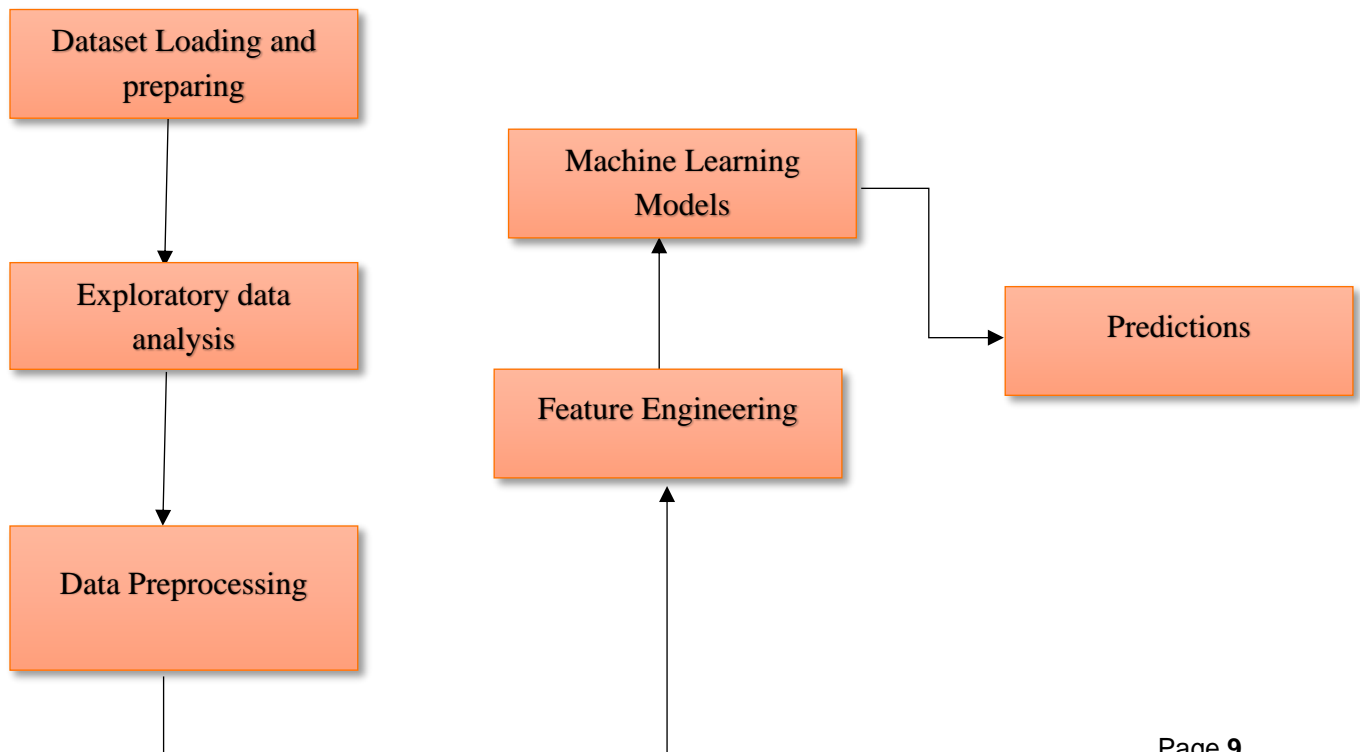 Dataset Loading and
preparing
Exploratory data
analysis
Data Preprocessing
Feature Engineering
Machine Learning
Models
Predictions
Page 9